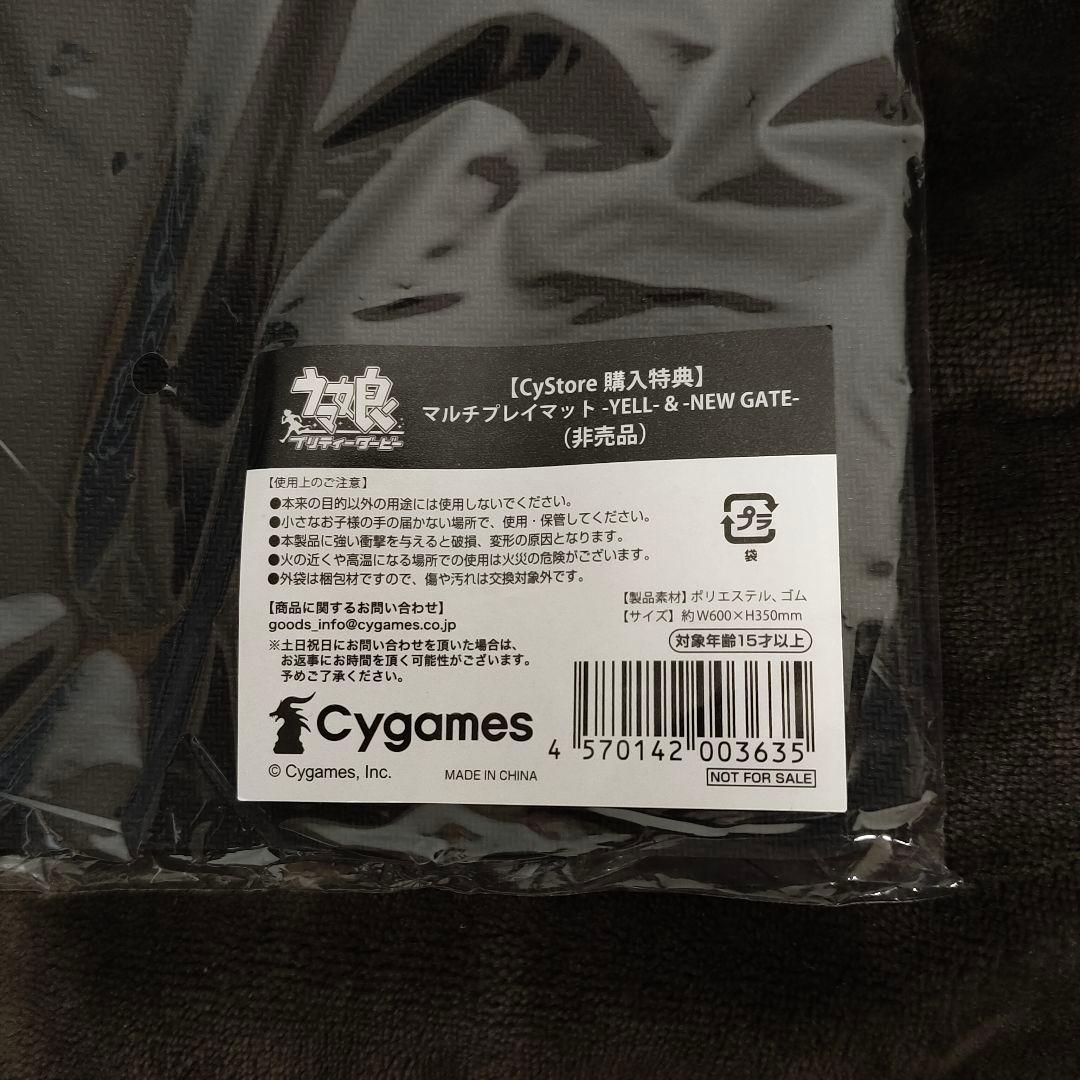 ウマ娘
プリティーダービー
【CyStore 購入特典】
マルチプレイマット -YELL- & -NEW GATE-
(非売品)
【使用上のご注意】
●本来の目的以外の用途には使用しないでください。
●小さなお子様の手の届かない場所で、使用・保管してください。
●本製品に強い衝撃を与えると破損、変形の原因となります。
●火の近くや高温になる場所での使用は火災の危険がございます。
●外袋は梱包材ですので、傷や汚れは交換対象外です。
プラ
袋
【製品素材】ポリエステル、ゴム
【サイズ】 約W600×H350mm
対象年齢15才以上
【商品に関するお問い合わせ】
goods_info@cygames.co.jp
※土日祝日にお問い合わせを頂いた場合は、
お返事にお時間を頂く可能性がございます。
予めご了承ください。
Cygames
4 570142 003635
© Cygames, Inc.
MADE IN CHINA
NOT FOR SALE